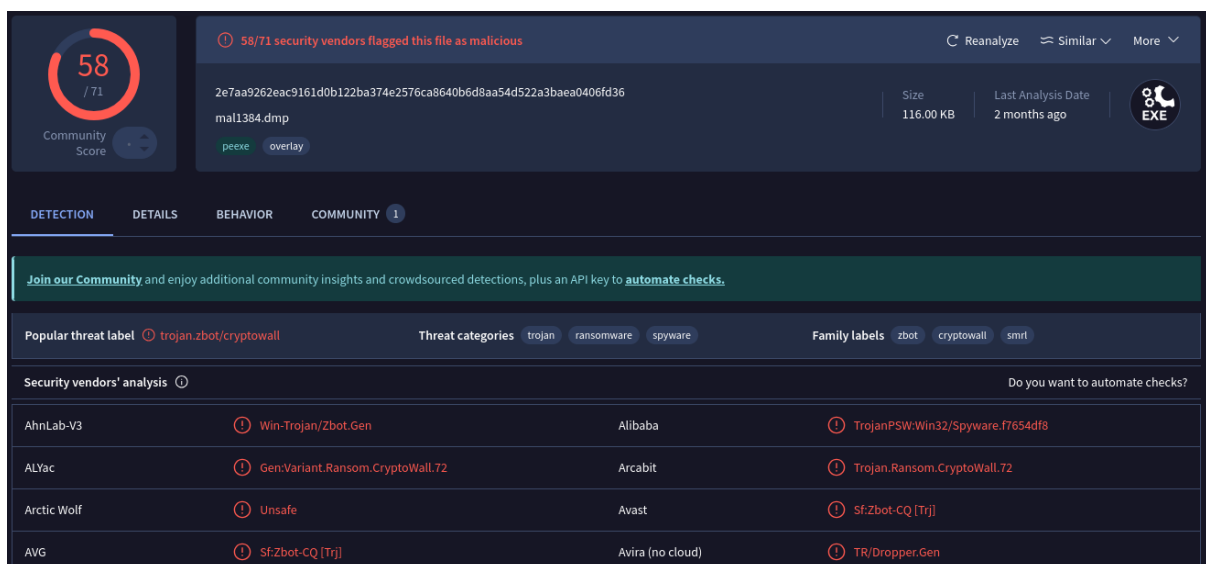 58
/ 71
Community
Score
58/71 security vendors flagged this file as malicious
Reanalyze Similar More
2e7aa9262eac9161d0b122ba374e2576ca8640b6d8aa54d522a3baea0406fd36
mal1384.dmp
peexe overlay
Size
116.00 KB
Last Analysis Date
2 months ago
EXE
DETECTION DETAILS BEHAVIOR COMMUNITY 1
Join our Community and enjoy additional community insights and crowdsourced detections, plus an API key to automate checks.
Popular threat label trojan.zbot/cryptowall Threat categories trojan ransomware spyware Family labels zbot cryptowall smrl
Security vendors' analysis Do you want to automate checks?
AhnLab-V3 Win-Trojan/Zbot.Gen Alibaba TrojanPSW:Win32/Spyware.f7654df8
ALYac Gen:Variant.Ransom.CryptoWall.72 Arcabit Trojan.Ransom.CryptoWall.72
Arctic Wolf Unsafe Avast Sf:Zbot-CQ [Trj]
AVG Sf:Zbot-CQ [Trj] Avira (no cloud) TR/Dropper.Gen